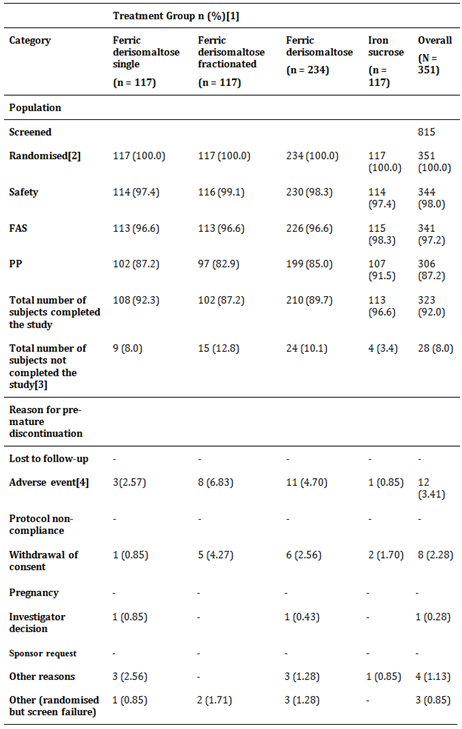 Treatment Group n (%)[1]
Category Ferric derisomaltose single (n = 117) Ferric derisomaltose fractionated (n = 117) Ferric derisomaltose (n = 234) Iron sucrose (n = 117) Overall (N = 351)
Population
Screened 815
Randomised[2] 117 (100.0) 117 (100.0) 234 (100.0) 117 (100.0) 351 (100.0)
Safety 114 (97.4) 116 (99.1) 230 (98.3) 114 (97.4) 344 (98.0)
FAS 113 (96.6) 113 (96.6) 226 (96.6) 115 (98.3) 341 (97.2)
PP 102 (87.2) 97 (82.9) 199 (85.0) 107 (91.5) 306 (87.2)
Total number of subjects completed the study 108 (92.3) 102 (87.2) 210 (89.7) 113 (96.6) 323 (92.0)
Total number of subjects not completed the study[3] 9 (8.0) 15 (12.8) 24 (10.1) 4 (3.4) 28 (8.0)
Reason for pre-mature discontinuation
Lost to follow-up - - - - -
Adverse event[4] 3(2.57) 8 (6.83) 11 (4.70) 1 (0.85) 12 (3.41)
Protocol non-compliance - - - - -
Withdrawal of consent 1 (0.85) 5 (4.27) 6 (2.56) 2 (1.70) 8 (2.28)
Pregnancy - - - - -
Investigator decision 1 (0.85) - 1 (0.43) - 1 (0.28)
Sponsor request - - - - -
Other reasons 3 (2.56) - 3 (1.28) 1 (0.85) 4 (1.13)
Other (randomised but screen failure) 1 (0.85) 2 (1.71) 3 (1.28) - 3 (0.85)